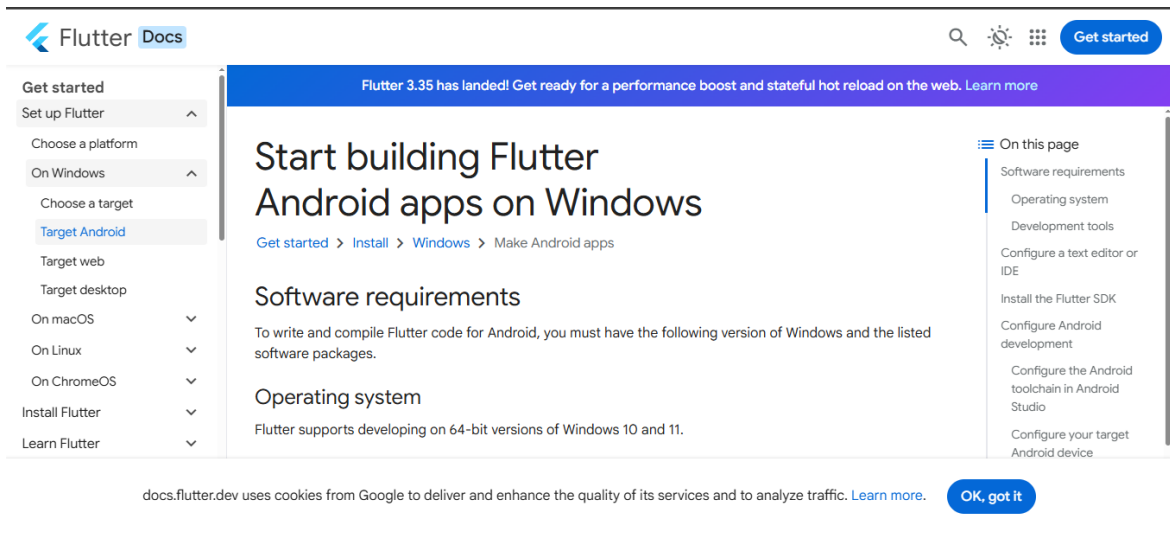 Flutter Docs
Get started
Get started
Set up Flutter
Choose a platform
On Windows
Choose a target
Target Android
Target web
Target desktop
On macOS
On Linux
On ChromeOS
Install Flutter
Learn Flutter
Flutter 3.35 has landed! Get ready for a performance boost and stateful hot reload on the web. Learn more
Start building Flutter
Android apps on Windows
Get started > Install > Windows > Make Android apps
Software requirements
To write and compile Flutter code for Android, you must have the following version of Windows and the listed
software packages.
Operating system
Flutter supports developing on 64-bit versions of Windows 10 and 11.
On this page
Software requirements
Operating system
Development tools
Configure a text editor or
IDE
Install the Flutter SDK
Configure Android
development
Configure the Android
toolchain in Android
Studio
Configure your target
Android device
docs.flutter.dev uses cookies from Google to deliver and enhance the quality of its services and to analyze traffic. Learn more.
OK, got it